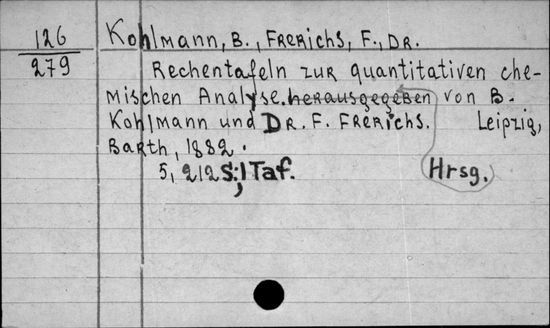 126
279
Kohlmann, B., Frerichs, F., Dr.
Rechentafeln zur quantitativen che-
mischen Analyse. herausgegeben von B.
Kohlmann und Dr. F. Frerichs. Leipzig,
Barth, 1882.
5, 212 S.; 1 Taf.
Hrsg.